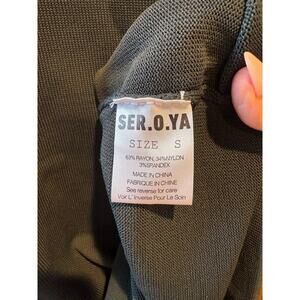 SER.O.YA
SIZE S
63% RAYON, 34%NYLON
3%SPANDEX
MADE IN CHINA
FABRIQUE IN CHINE
See reverse for care
Voir L' Inverse Pour Le Soin